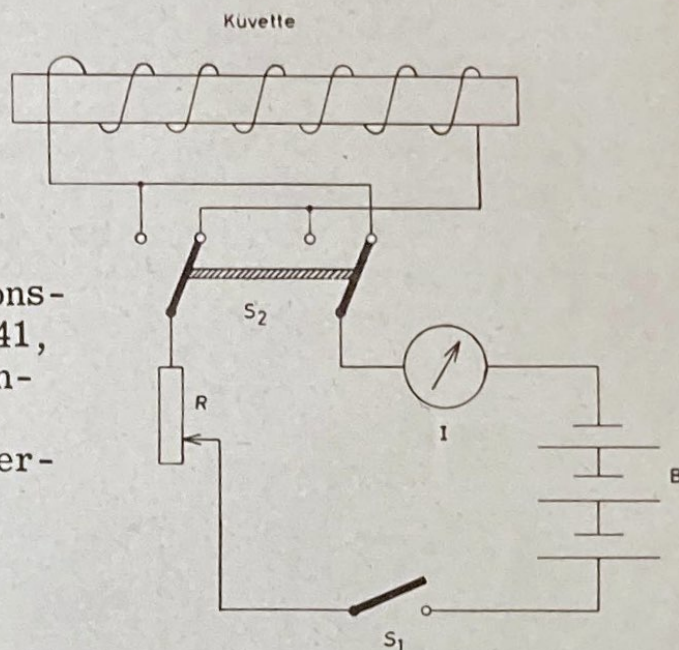 Küvette
ons-
41,
n-
er-
S2
R
I
B
S1